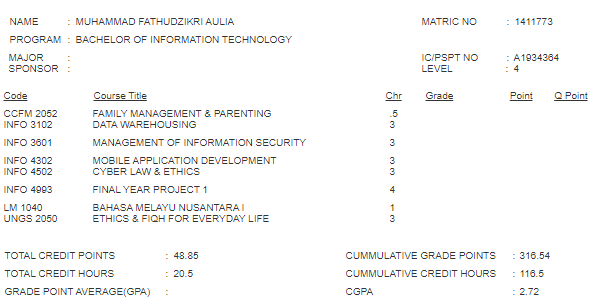 NAME : MUHAMMAD FATHUDZIKRI AULIA MATRIC NO : 1411773
PROGRAM : BACHELOR OF INFORMATION TECHNOLOGY
MAJOR : IC/PSPT NO : A1934364
SPONSOR : LEVEL : 4
Code Course Title Chr Grade Point Q Point
CCFM 2052 FAMILY MANAGEMENT & PARENTING .5
INFO 3102 DATA WAREHOUSING 3
INFO 3601 MANAGEMENT OF INFORMATION SECURITY 3
INFO 4302 MOBILE APPLICATION DEVELOPMENT 3
INFO 4502 CYBER LAW & ETHICS 3
INFO 4993 FINAL YEAR PROJECT 1 4
LM 1040 BAHASA MELAYU NUSANTARA I 1
UNGS 2050 ETHICS & FIQH FOR EVERYDAY LIFE 3
TOTAL CREDIT POINTS : 48.85 CUMMULATIVE GRADE POINTS : 316.54
TOTAL CREDIT HOURS : 20.5 CUMMULATIVE CREDIT HOURS : 116.5
GRADE POINT AVERAGE(GPA) : CGPA : 2.72